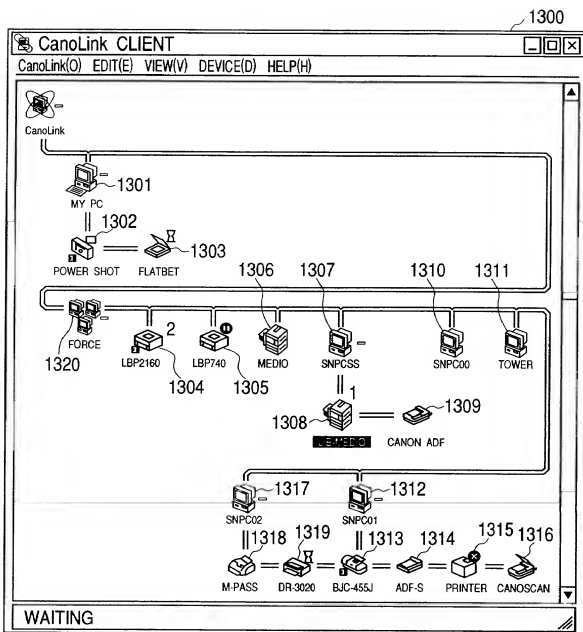 1300
CanoLink CLIENT
CanoLink(O) EDIT(E) VIEW(V) DEVICE(D) HELP(H)
CanoLink
1301
MY PC
1302
1303
POWER SHOT FLATBET
1306 1307 1310 1311
2
FORCE LBP2160 LBP740 MEDIO SNPCSS SNPC00 TOWER
1320 1304 1305
1
1308 1309
CANON ADF
1317 1312
SNPC02 SNPC01
1318 1319 1313 1314 1315 1316
M-PASS DR-3020 BJC-455J ADF-S PRINTER CANOSCAN
WAITING